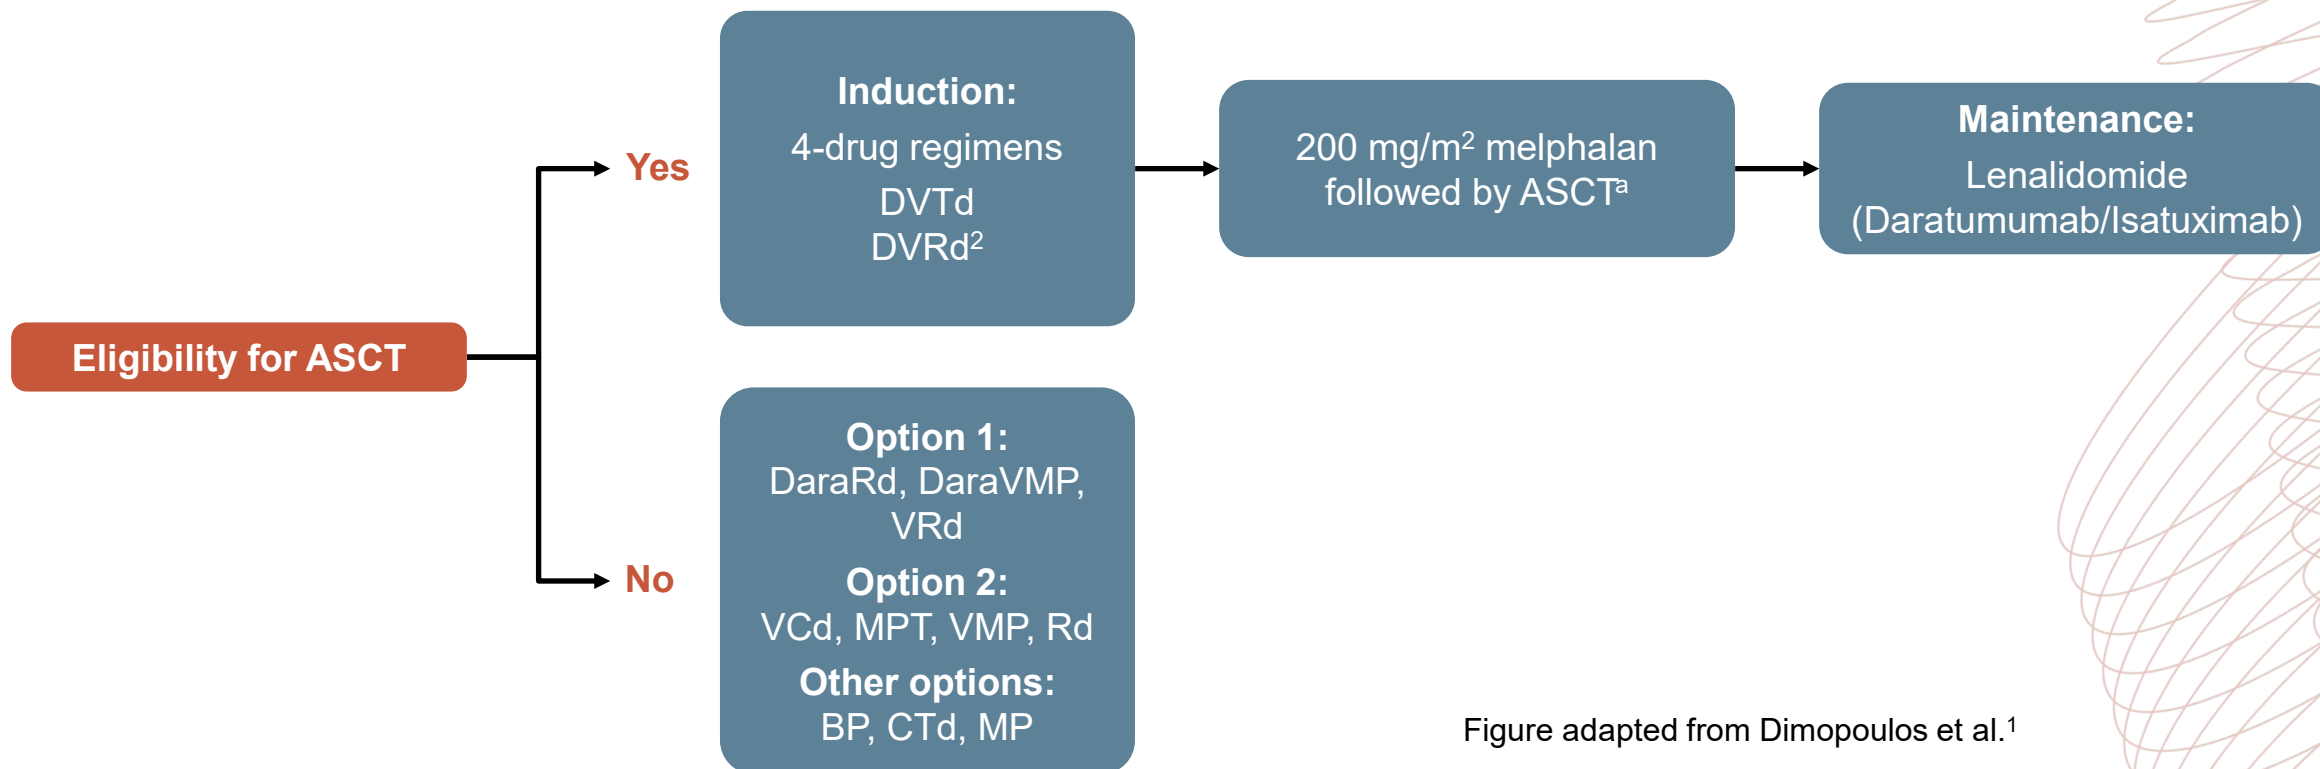 Eligibility for ASCT
Yes
Induction:
4-drug regimens
DVTd
DVRd²
200 mg/m² melphalan
followed by ASCTᵃ
Maintenance:
Lenalidomide
(Daratumumab/Isatuximab)
No
Option 1:
DaraRd, DaraVMP,
VRd
Option 2:
VCd, MPT, VMP, Rd
Other options:
BP, CTd, MP
Figure adapted from Dimopoulos et al.¹